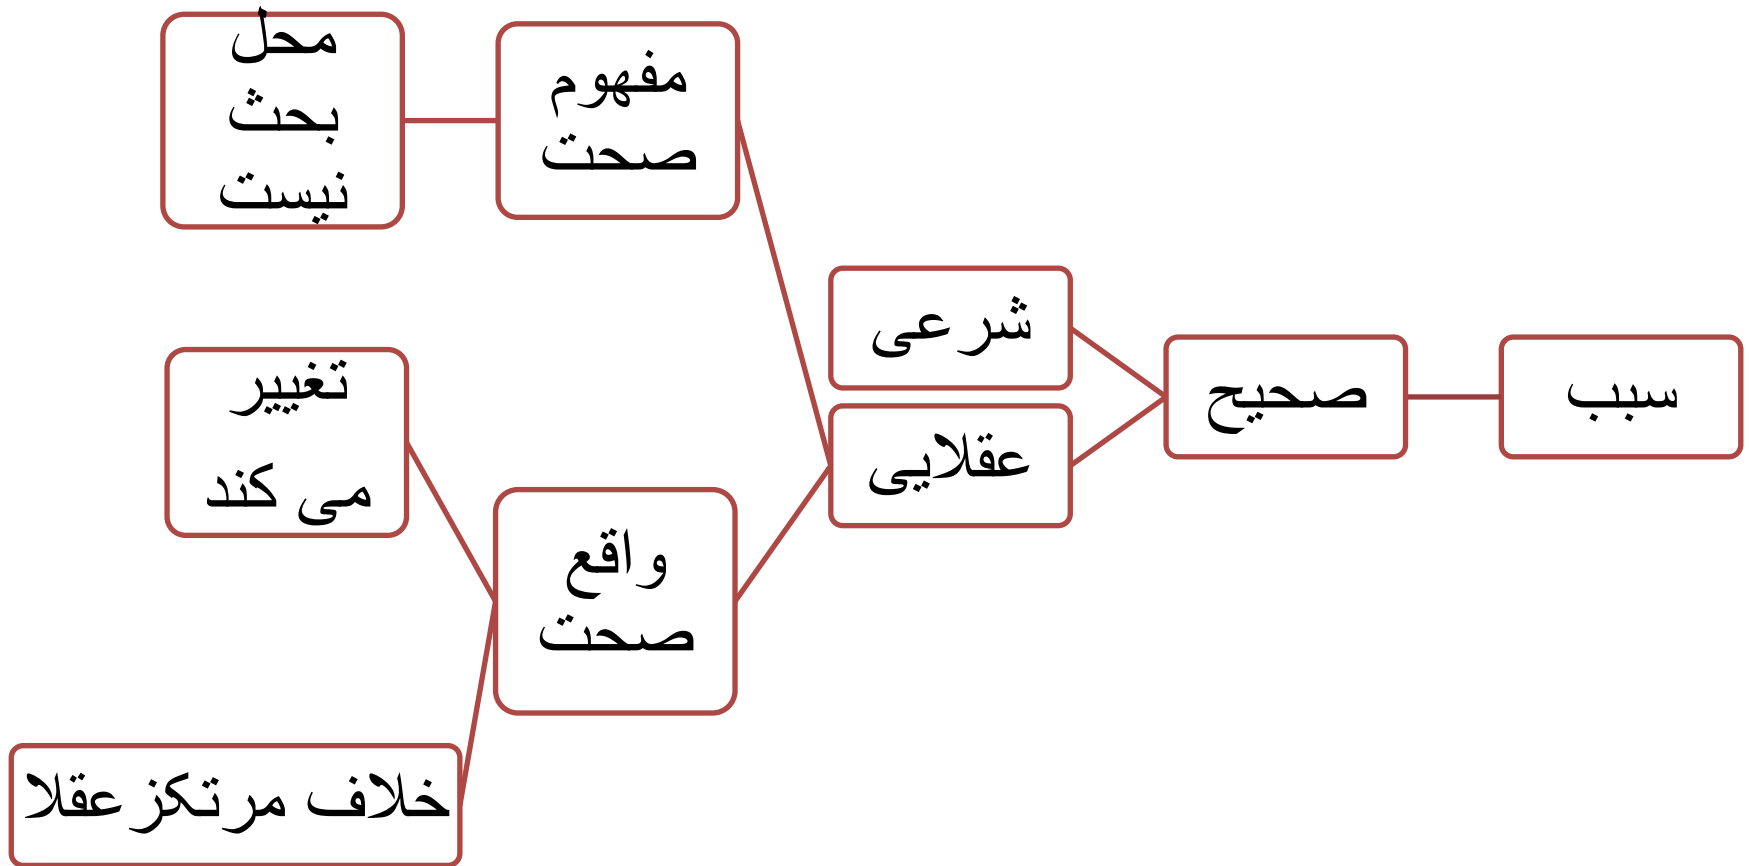 سبب
صحیح
شرعی
عقلایی
مفهوم
صحت
محل
بحث
نیست
واقع
صحت
تغییر
می کند
خلاف مرتکز عقلا